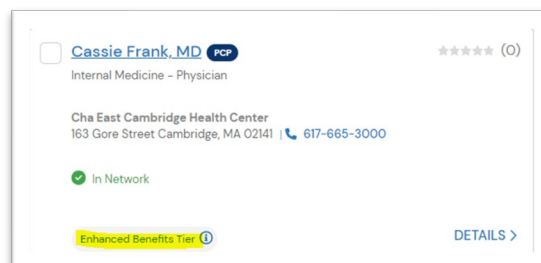 Cassie Frank, MD PCP (0)
Internal Medicine - Physician
Cha East Cambridge Health Center
163 Gore Street Cambridge, MA 02141 | 617-665-3000
In Network
Enhanced Benefits Tier DETAILS >